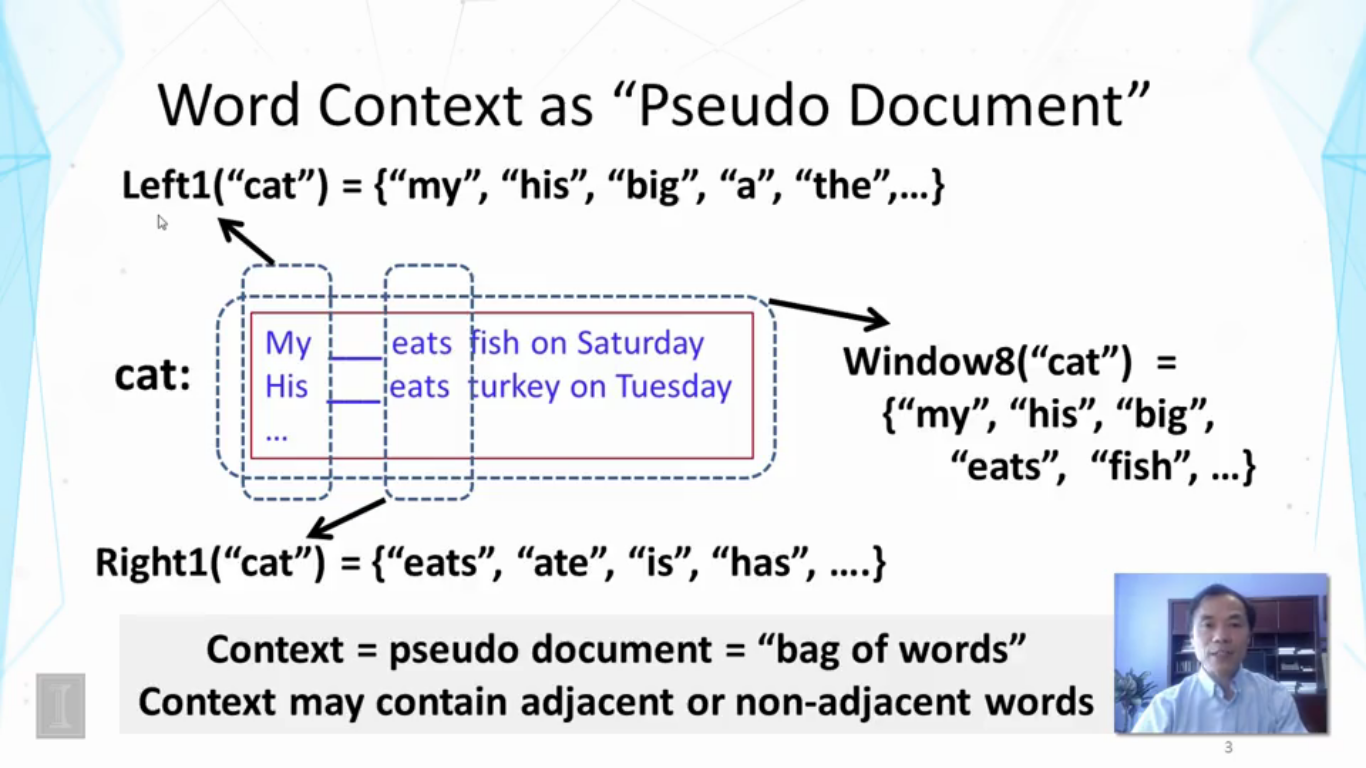 Word Context as “Pseudo Document”
Left1(“cat”) = {“my”, “his”, “big”, “a”, “the”,…}
cat:
My ___ eats fish on Saturday
His ___ eats turkey on Tuesday
…
Window8(“cat”) =
{“my”, “his”, “big”,
“eats”, “fish”, …}
Right1(“cat”) = {“eats”, “ate”, “is”, “has”, ….}
Context = pseudo document = “bag of words”
Context may contain adjacent or non-adjacent words
I
3